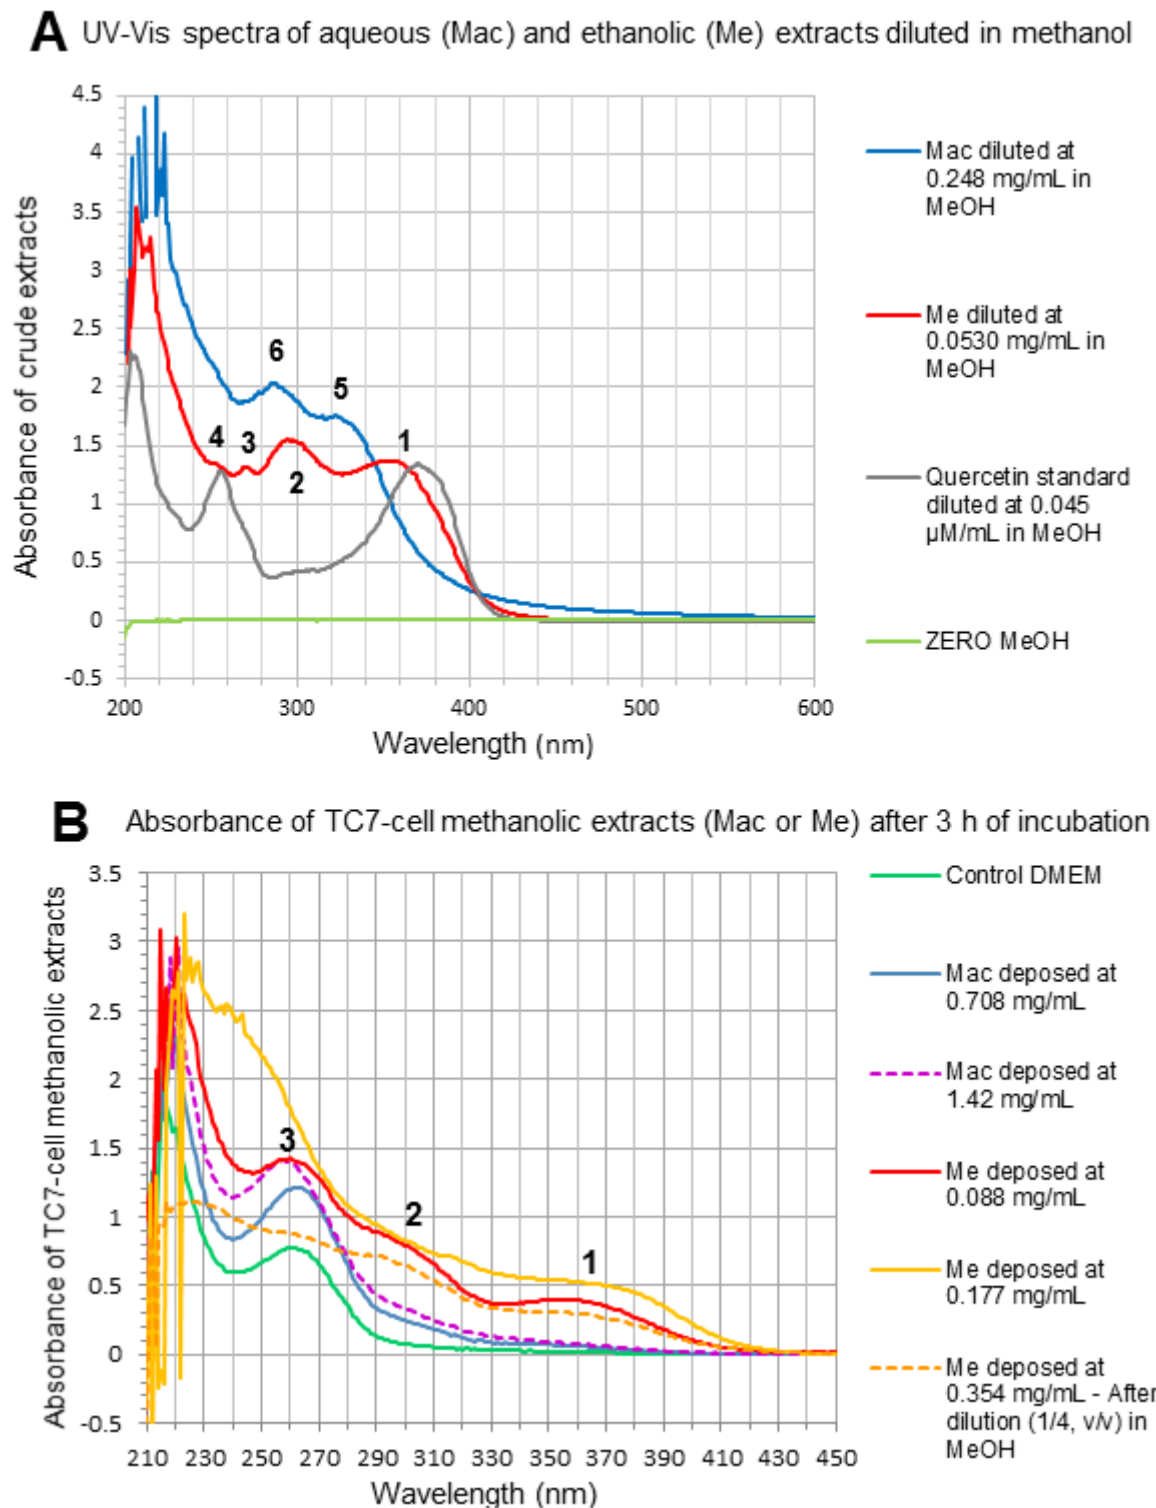 A UV-Vis spectra of aqueous (Mac) and ethanolic (Me) extracts diluted in methanol
Absorbance of crude extracts
4.5
4
3.5
3
2.5
2
1.5
1
0.5
0
-0.5
6
5
4
3
2
1
200
300
400
500
600
Wavelength (nm)
Mac diluted at
0.248 mg/mL in
MeOH
Me diluted at
0.0530 mg/mL in
MeOH
Quercetin standard
diluted at 0.045
µM/mL in MeOH
ZERO MeOH
B Absorbance of TC7-cell methanolic extracts (Mac or Me) after 3 h of incubation
Absorbance of TC7-cell methanolic extracts
3.5
3
2.5
2
1.5
1
0.5
0
-0.5
3
2
1
210 230 250 270 290 310 330 350 370 390 410 430 450
Wavelength (nm)
Control DMEM
Mac deposed at
0.708 mg/mL
Mac deposed at
1.42 mg/mL
Me deposed at
0.088 mg/mL
Me deposed at
0.177 mg/mL
Me deposed at
0.354 mg/mL - After
dilution (1/4, v/v) in
MeOH